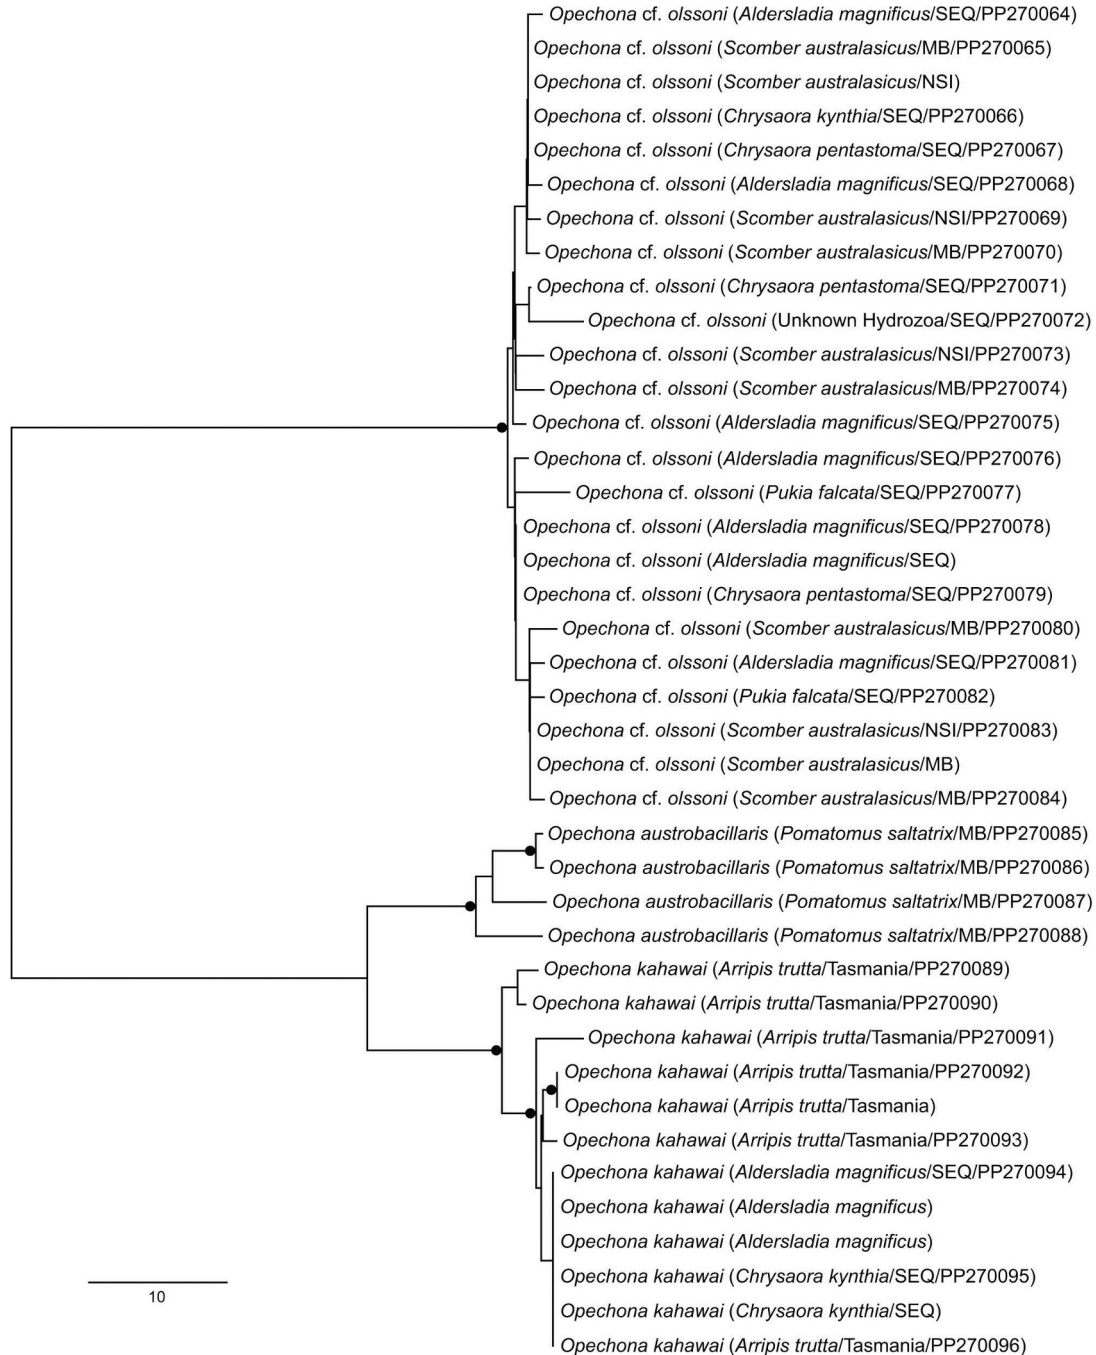 Opechona cf. olssoni (Aldersladia magnificus/SEQ/PP270064)
Opechona cf. olssoni (Scomber australasicus/MB/PP270065)
Opechona cf. olssoni (Scomber australasicus/NSI)
Opechona cf. olssoni (Chrysaora kynthia/SEQ/PP270066)
Opechona cf. olssoni (Chrysaora pentastoma/SEQ/PP270067)
Opechona cf. olssoni (Aldersladia magnificus/SEQ/PP270068)
Opechona cf. olssoni (Scomber australasicus/NSI/PP270069)
Opechona cf. olssoni (Scomber australasicus/MB/PP270070)
Opechona cf. olssoni (Chrysaora pentastoma/SEQ/PP270071)
Opechona cf. olssoni (Unknown Hydrozoa/SEQ/PP270072)
Opechona cf. olssoni (Scomber australasicus/NSI/PP270073)
Opechona cf. olssoni (Scomber australasicus/MB/PP270074)
Opechona cf. olssoni (Aldersladia magnificus/SEQ/PP270075)
Opechona cf. olssoni (Aldersladia magnificus/SEQ/PP270076)
Opechona cf. olssoni (Pukia falcata/SEQ/PP270077)
Opechona cf. olssoni (Aldersladia magnificus/SEQ/PP270078)
Opechona cf. olssoni (Aldersladia magnificus/SEQ)
Opechona cf. olssoni (Chrysaora pentastoma/SEQ/PP270079)
Opechona cf. olssoni (Scomber australasicus/MB/PP270080)
Opechona cf. olssoni (Aldersladia magnificus/SEQ/PP270081)
Opechona cf. olssoni (Pukia falcata/SEQ/PP270082)
Opechona cf. olssoni (Scomber australasicus/NSI/PP270083)
Opechona cf. olssoni (Scomber australasicus/MB)
Opechona cf. olssoni (Scomber australasicus/MB/PP270084)
Opechona austrobacillaris (Pomatomus saltatrix/MB/PP270085)
Opechona austrobacillaris (Pomatomus saltatrix/MB/PP270086)
Opechona austrobacillaris (Pomatomus saltatrix/MB/PP270087)
Opechona austrobacillaris (Pomatomus saltatrix/MB/PP270088)
Opechona kahawai (Arripis trutta/Tasmania/PP270089)
Opechona kahawai (Arripis trutta/Tasmania/PP270090)
Opechona kahawai (Arripis trutta/Tasmania/PP270091)
Opechona kahawai (Arripis trutta/Tasmania/PP270092)
Opechona kahawai (Arripis trutta/Tasmania)
Opechona kahawai (Arripis trutta/Tasmania/PP270093)
Opechona kahawai (Aldersladia magnificus/SEQ/PP270094)
Opechona kahawai (Aldersladia magnificus)
Opechona kahawai (Aldersladia magnificus)
Opechona kahawai (Chrysaora kynthia/SEQ/PP270095)
Opechona kahawai (Chrysaora kynthia/SEQ)
Opechona kahawai (Arripis trutta/Tasmania/PP270096)
10